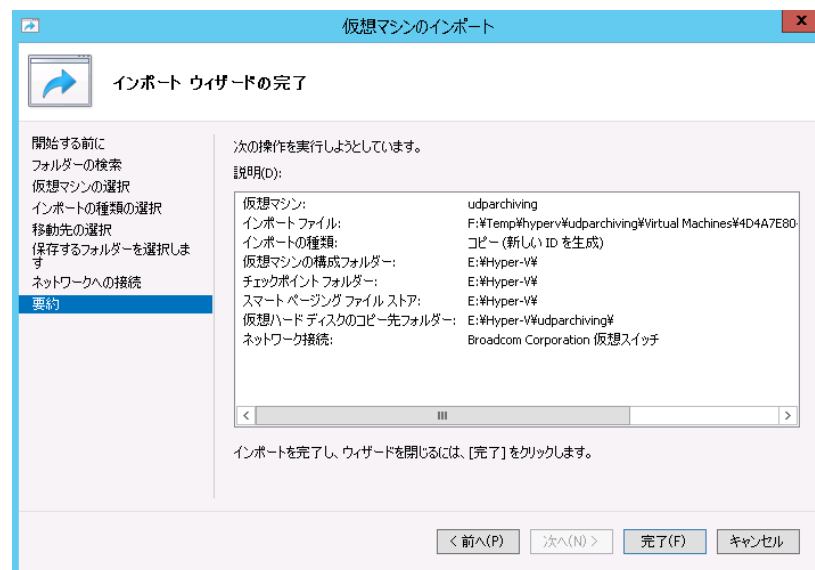 仮想マシンのインポート
x
インポート ウィザードの完了
開始する前に
フォルダーの検索
仮想マシンの選択
インポートの種類の選択
移動先の選択
保存するフォルダーを選択しま
す
ネットワークへの接続
要約
次の操作を実行しようとしています。
説明(D):
仮想マシン: udparchiving
インポート ファイル: F:¥Temp¥hyperv¥udparchiving¥Virtual Machines¥4D4A7E80-
インポートの種類: コピー (新しい ID を生成)
仮想マシンの構成フォルダー: E:¥Hyper-V¥
チェックポイント フォルダー: E:¥Hyper-V¥
スマート ページング ファイル ストア: E:¥Hyper-V¥
仮想ハード ディスクのコピー先フォルダー: E:¥Hyper-V¥udparchiving¥
ネットワーク接続: Broadcom Corporation 仮想スイッチ
インポートを完了し、ウィザードを閉じるには、[完了] をクリックします。
< 前へ(P) 次へ(N) > 完了(F) キャンセル